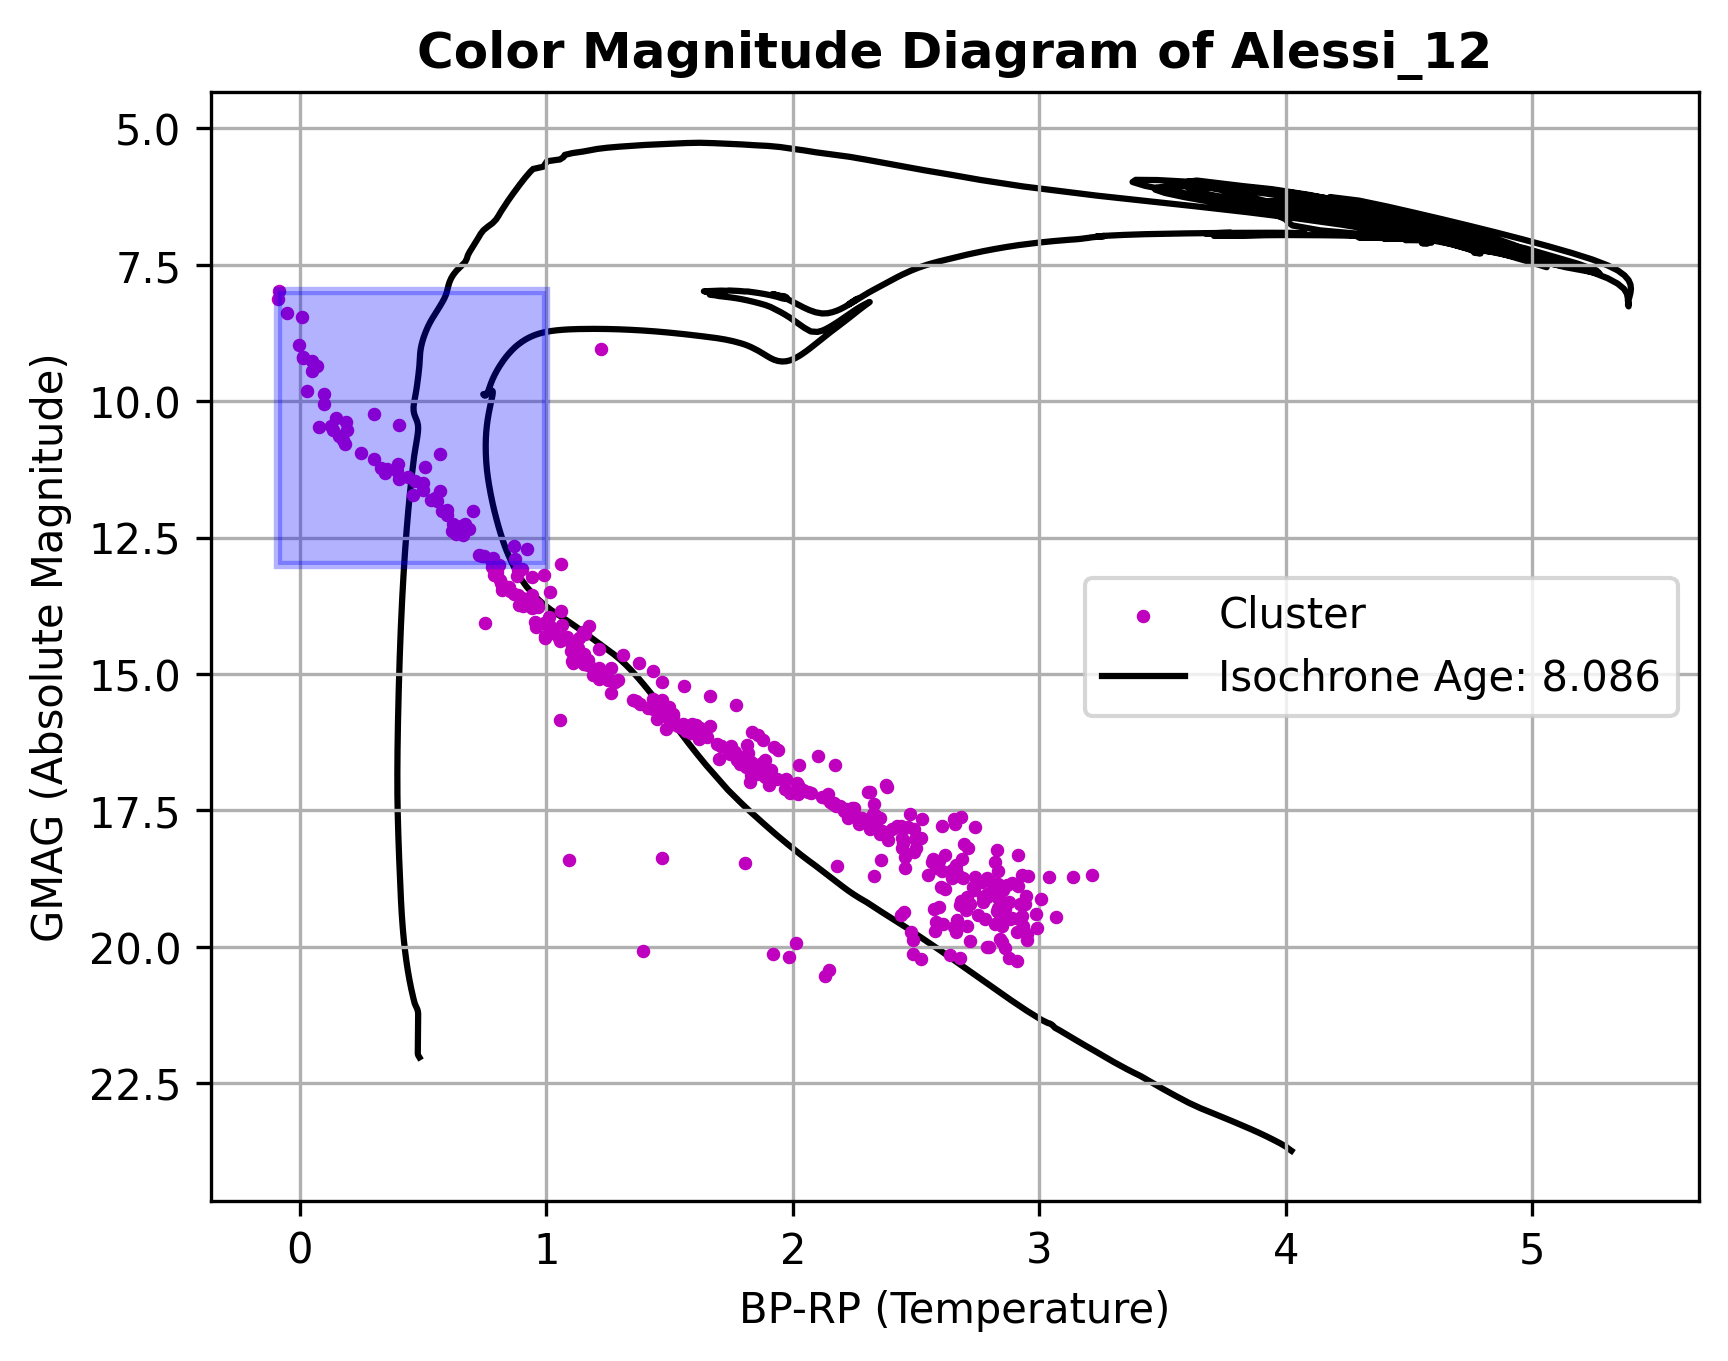 Color Magnitude Diagram of Alessi_12
GMAG (Absolute Magnitude)
5.0
7.5
10.0
12.5
15.0
17.5
20.0
22.5
Cluster
Isochrone Age: 8.086
0 1 2 3 4 5
BP-RP (Temperature)